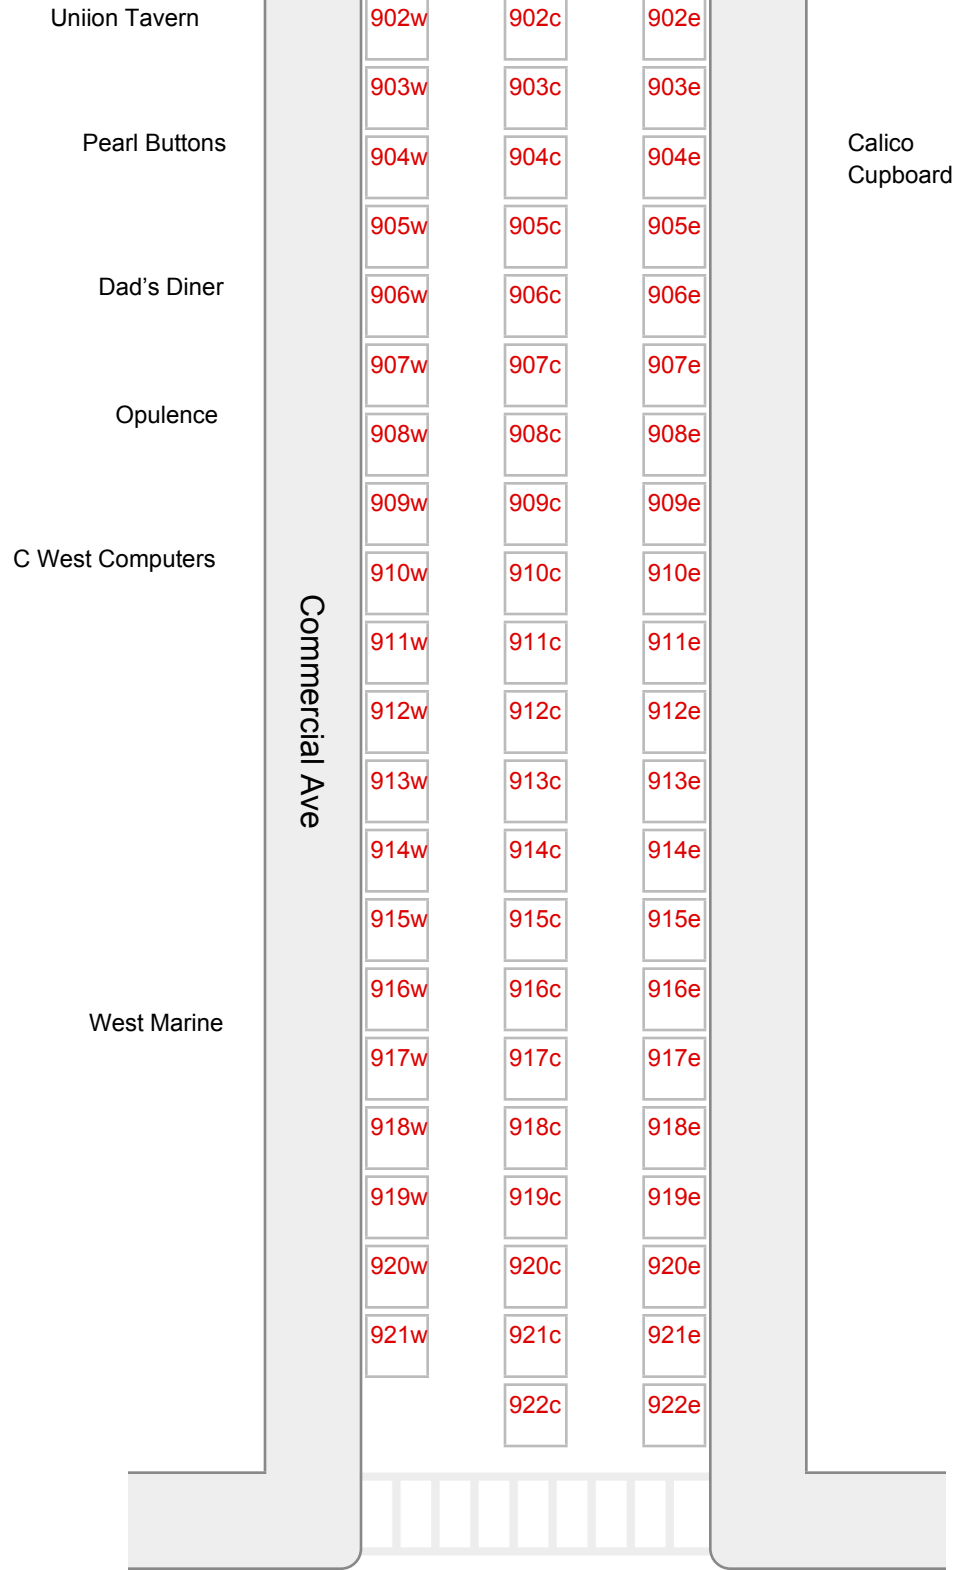 Uniion Tavern
902w 902c 902e
903w 903c 903e
Pearl Buttons
Calico
Cupboard
904w 904c 904e
905w 905c 905e
Dad's Diner
906w 906c 906e
907w 907c 907e
Opulence
908w 908c 908e
909w 909c 909e
C West Computers
910w 910c 910e
Commercial Ave
911w 911c 911e
912w 912c 912e
913w 913c 913e
914w 914c 914e
915w 915c 915e
916w 916c 916e
West Marine
917w 917c 917e
918w 918c 918e
919w 919c 919e
920w 920c 920e
921w 921c 921e
922c 922e